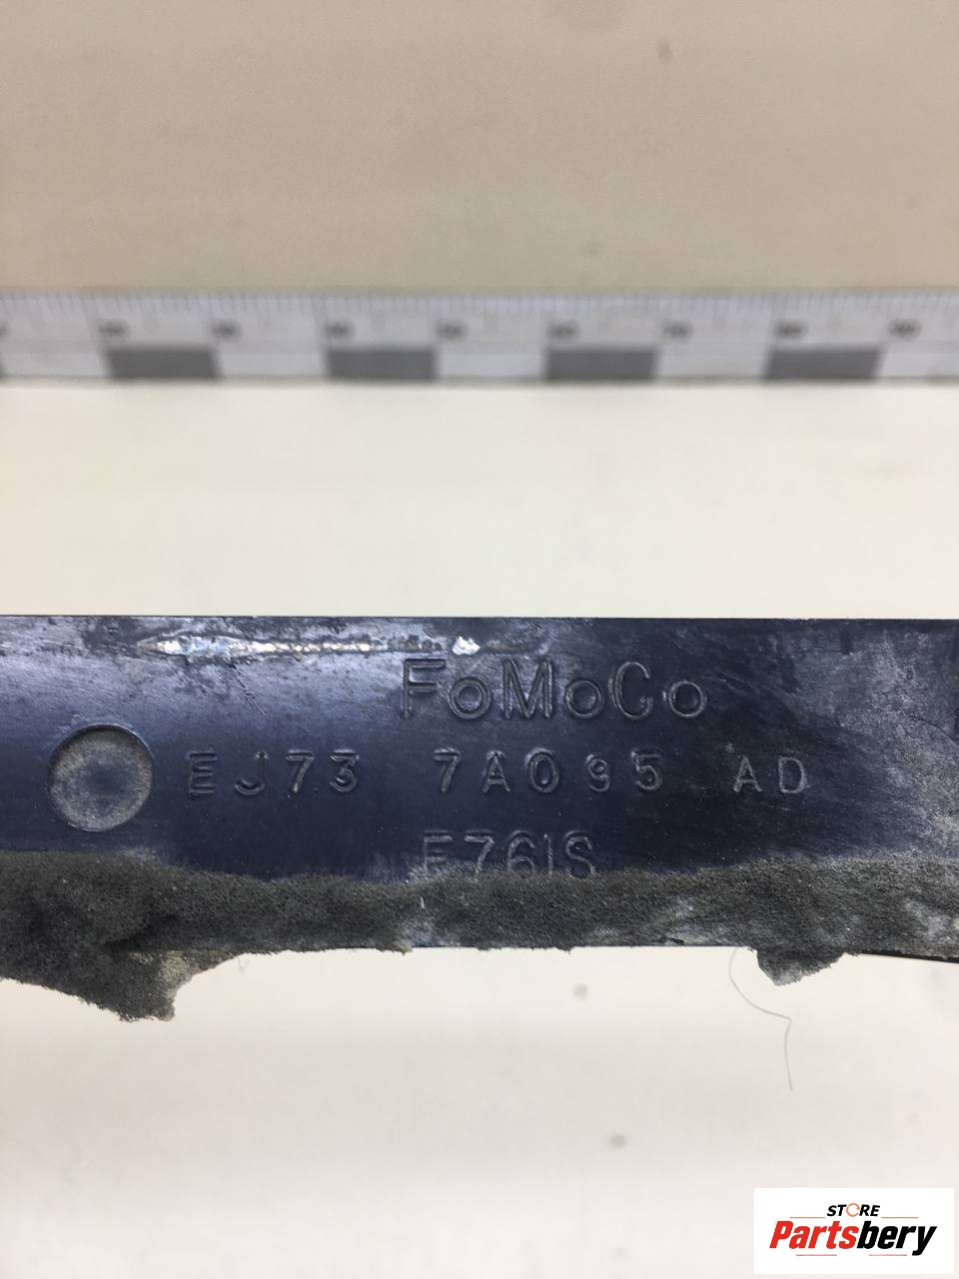 FoMoCo
EJ73 7A095 AD
E761S
STORE
Partsbery